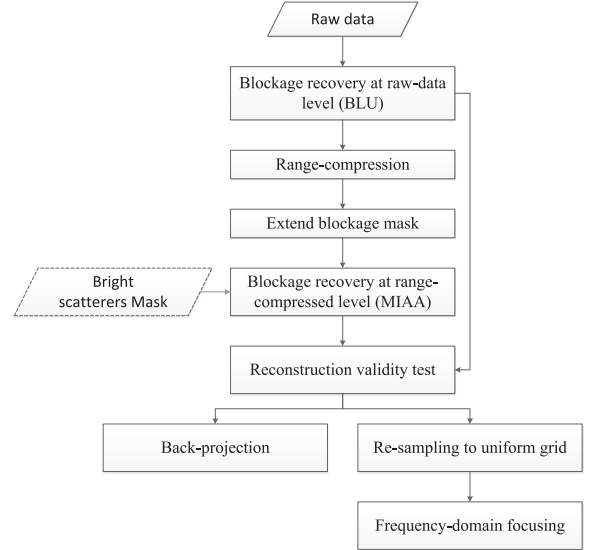 Raw data
Blockage recovery at raw-data
level (BLU)
Range-compression
Extend blockage mask
Bright
scatterers Mask
Blockage recovery at range-
compressed level (MIAA)
Reconstruction validity test
Back-projection
Re-sampling to uniform grid
Frequency-domain focusing